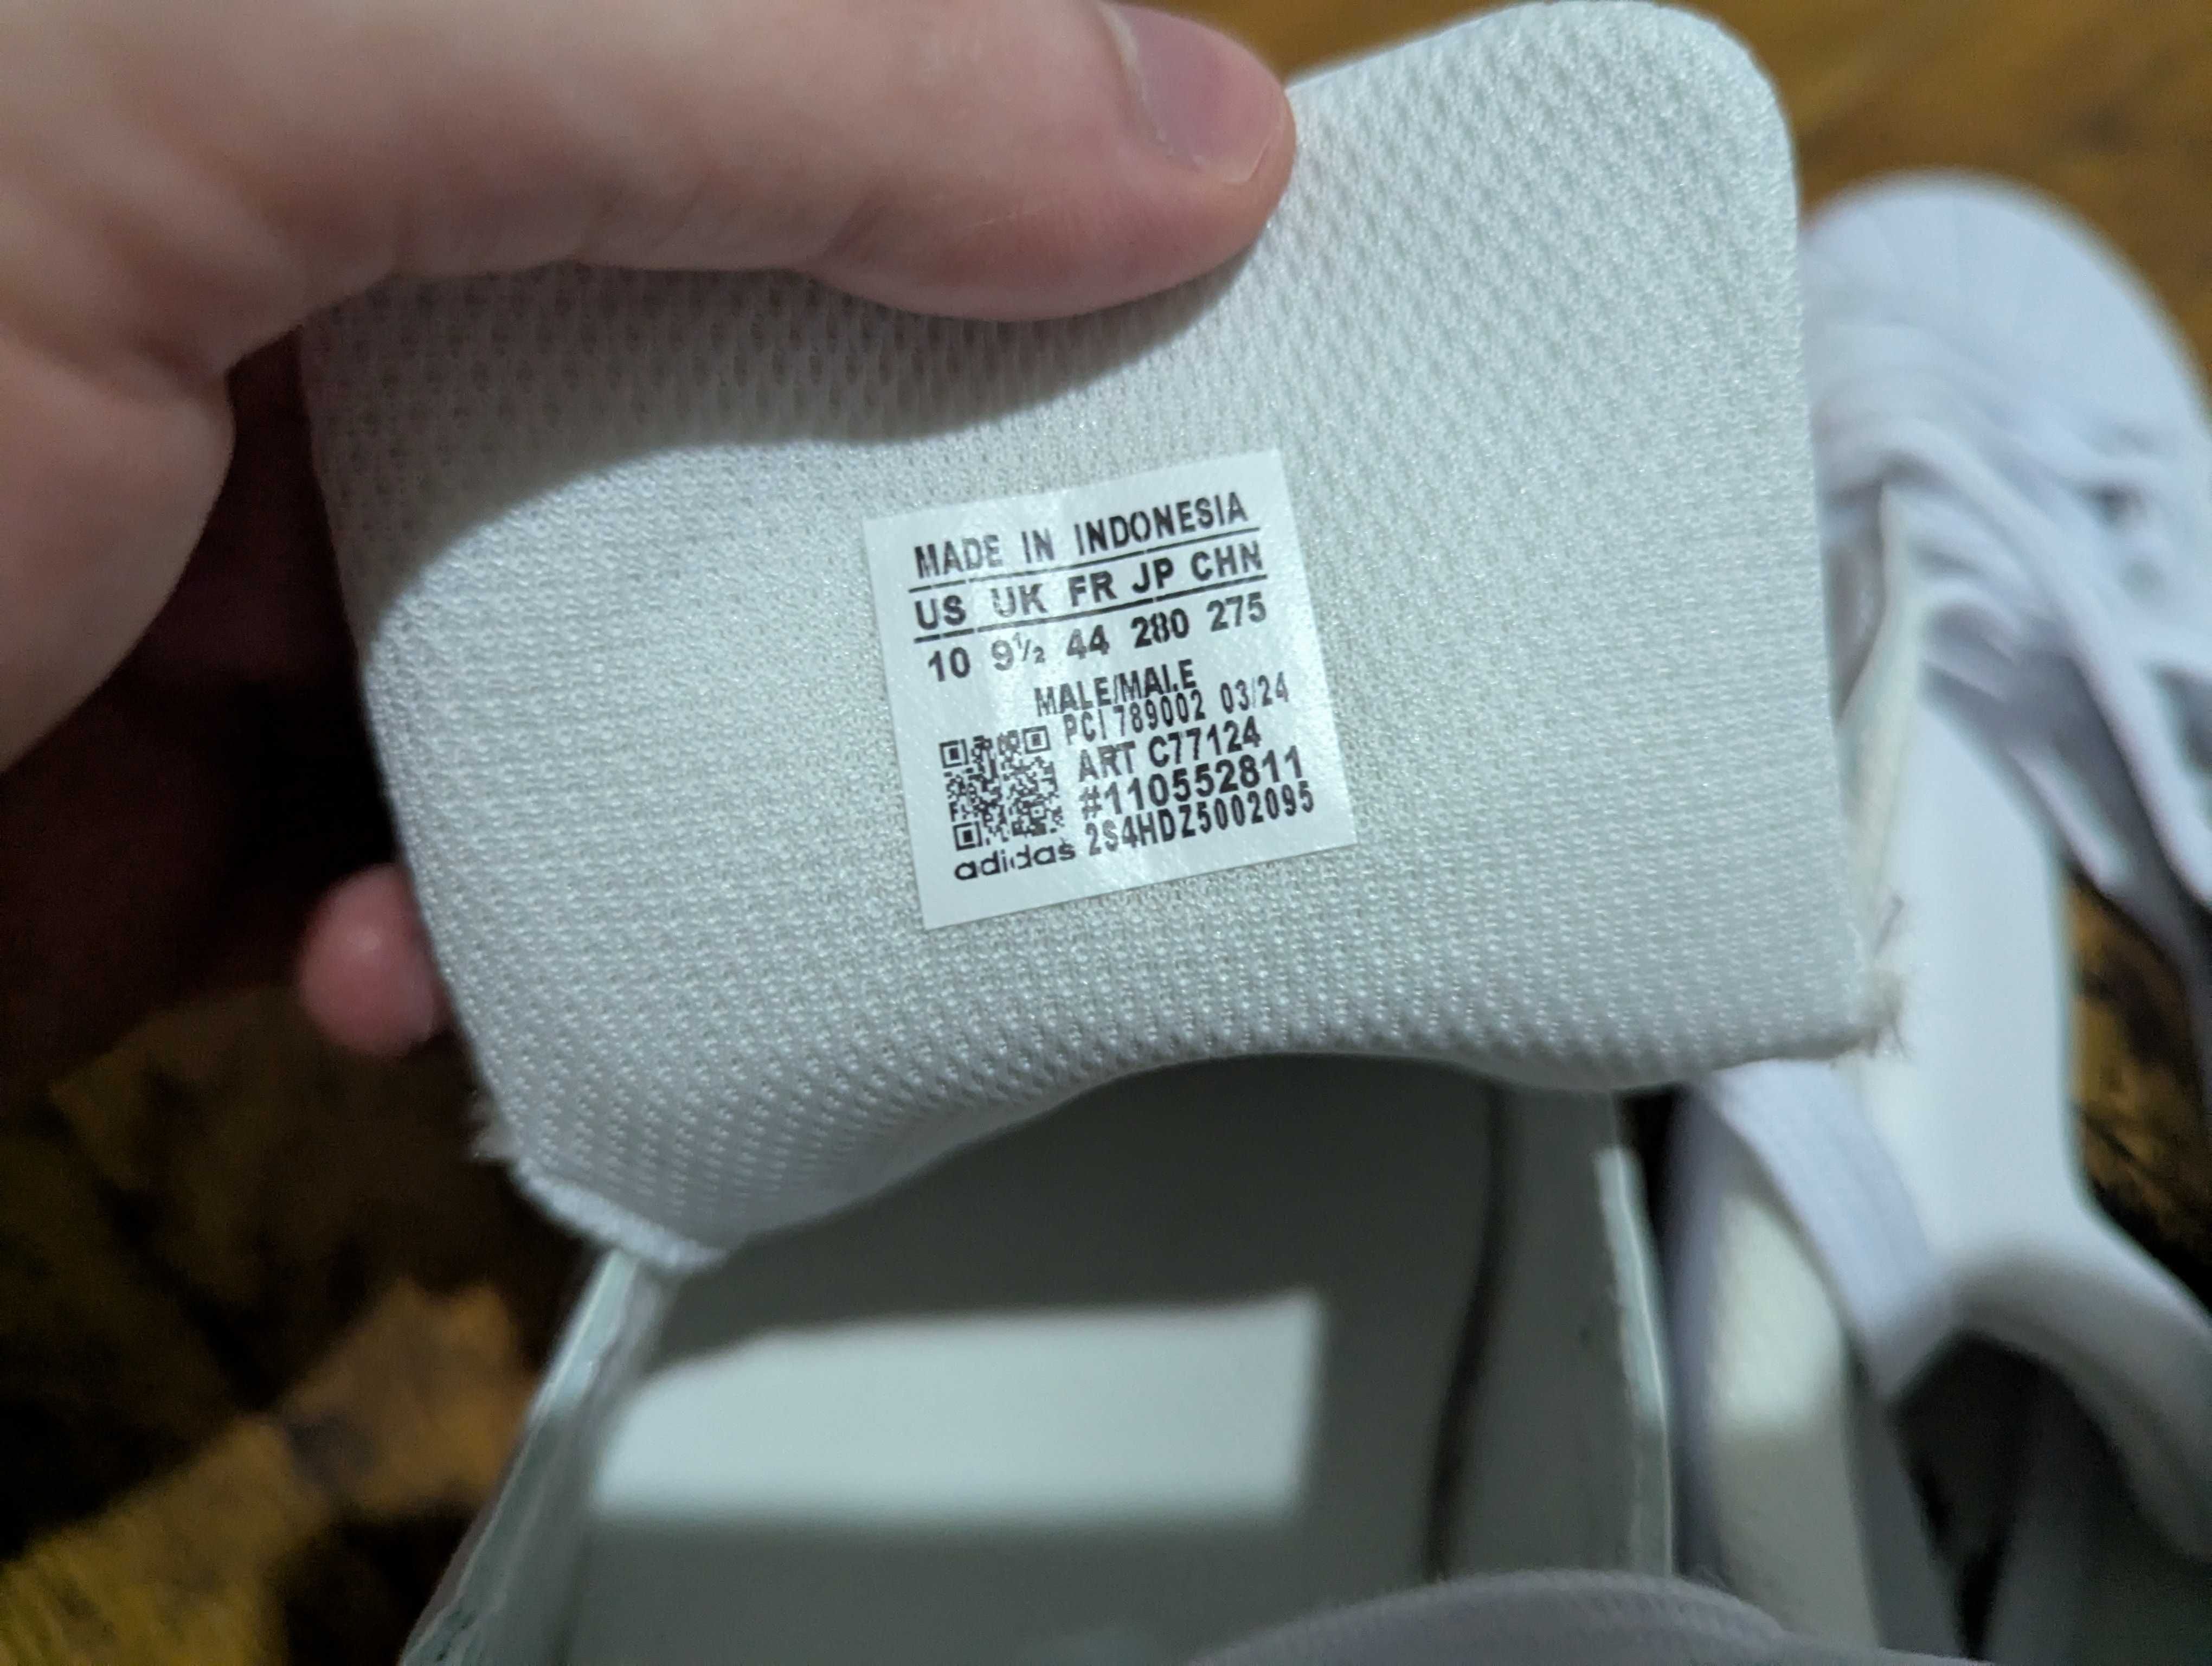 MADE IN INDONESIA
US UK FR JP CHN
10 9½ 44 280 275
MALE/MALE
PCI 789002 03/24
ART C77124
#110552811
adidas 2S4HDZ5002095